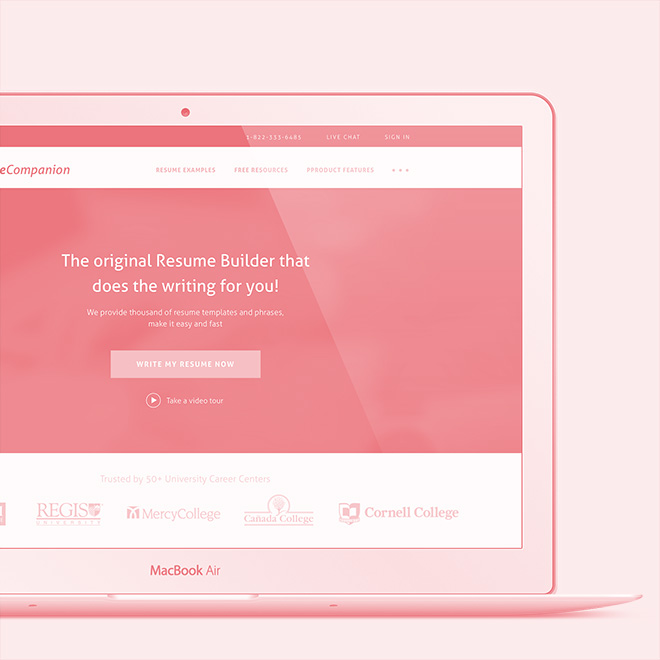 1-822-333-6485 LIVE CHAT SIGN IN
eCompanion RESUME EXAMPLES FREE RESOURCES PPRODUCT FEATURES
The original Resume Builder that
does the writing for you!
We provide thousand of resume templates and phrases,
make it easy and fast
WRITE MY RESUME NOW
Take a video tour
Trusted by 50+ University Career Centers
REGIS UNIVERSITY MercyCollege Cañada College Cornell College
MacBook Air